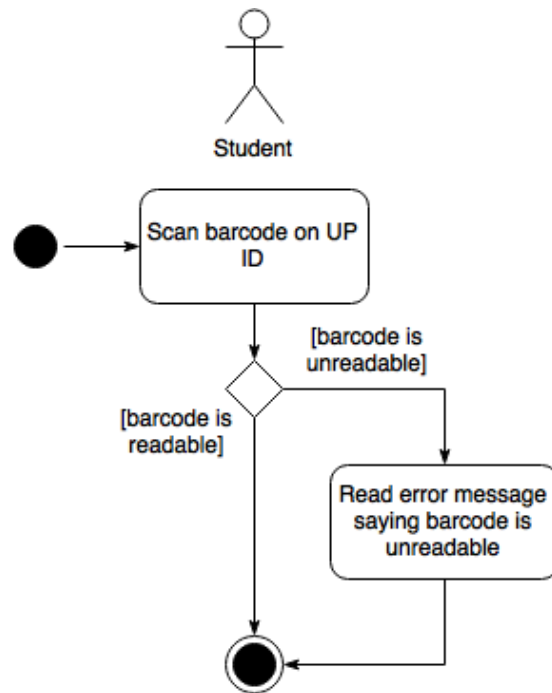 Student
Scan barcode on UP
ID
[barcode is
unreadable]
[barcode is
readable]
Read error message
saying barcode is
unreadable